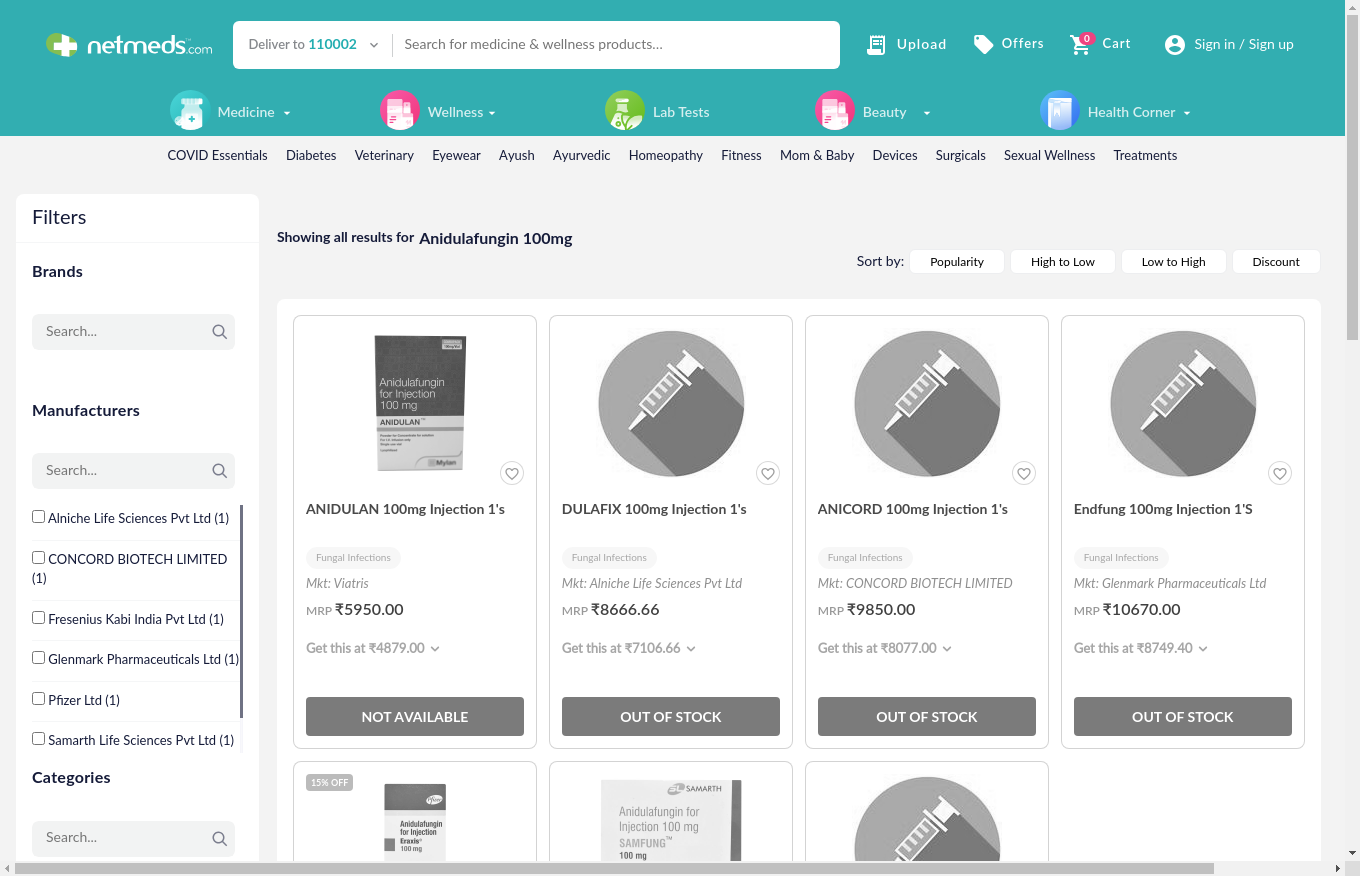 netmeds.com
Deliver to 110002
Search for medicine & wellness products...
Upload
Offers
0
Cart
Sign in / Sign up
Medicine
Wellness
Lab Tests
Beauty
Health Corner
COVID Essentials Diabetes Veterinary Eyewear Ayush Ayurvedic Homeopathy Fitness Mom & Baby Devices Surgicals Sexual Wellness Treatments
Filters
Brands
Search...
Manufacturers
Search...
Alniche Life Sciences Pvt Ltd (1)
CONCORD BIOTECH LIMITED
(1)
Fresenius Kabi India Pvt Ltd (1)
Glenmark Pharmaceuticals Ltd (1)
Pfizer Ltd (1)
Samarth Life Sciences Pvt Ltd (1)
Categories
Search...
Showing all results for Anidulafungin 100mg
Sort by: Popularity High to Low Low to High Discount
Anidulafungin
for Injection
100 mg
ANIDULAN™
Mylan
ANIDULAN 100mg Injection 1's
Fungal Infections
Mkt: Viatris
MRP ₹5950.00
Get this at ₹4879.00
NOT AVAILABLE
DULAFIX 100mg Injection 1's
Fungal Infections
Mkt: Alniche Life Sciences Pvt Ltd
MRP ₹8666.66
Get this at ₹7106.66
OUT OF STOCK
ANICORD 100mg Injection 1's
Fungal Infections
Mkt: CONCORD BIOTECH LIMITED
MRP ₹9850.00
Get this at ₹8077.00
OUT OF STOCK
Endfung 100mg Injection 1'S
Fungal Infections
Mkt: Glenmark Pharmaceuticals Ltd
MRP ₹10670.00
Get this at ₹8749.40
OUT OF STOCK
15% OFF
Pfizer
Anidulafungin
for Injection
Eraxis®
100 mg
SAMARTH
Anidulafungin for
Injection 100 mg
SAMFUNG™
100 mg